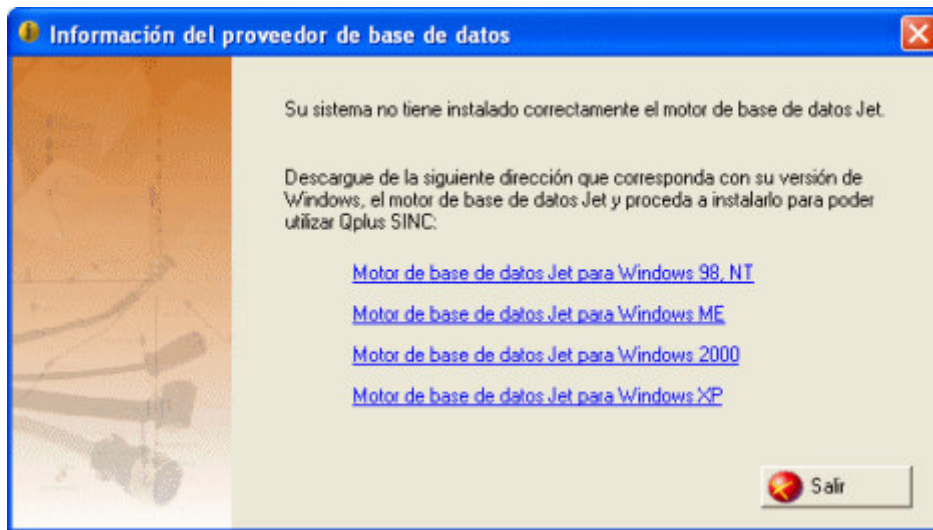 Información del proveedor de base de datos
Su sistema no tiene instalado correctamente el motor de base de datos Jet.
Descargue de la siguiente dirección que corresponda con su versión de
Windows, el motor de base de datos Jet y proceda a instalarlo para poder
utilizar Qplus SINC:
Motor de base de datos Jet para Windows 98, NT
Motor de base de datos Jet para Windows ME
Motor de base de datos Jet para Windows 2000
Motor de base de datos Jet para Windows XP
Salir